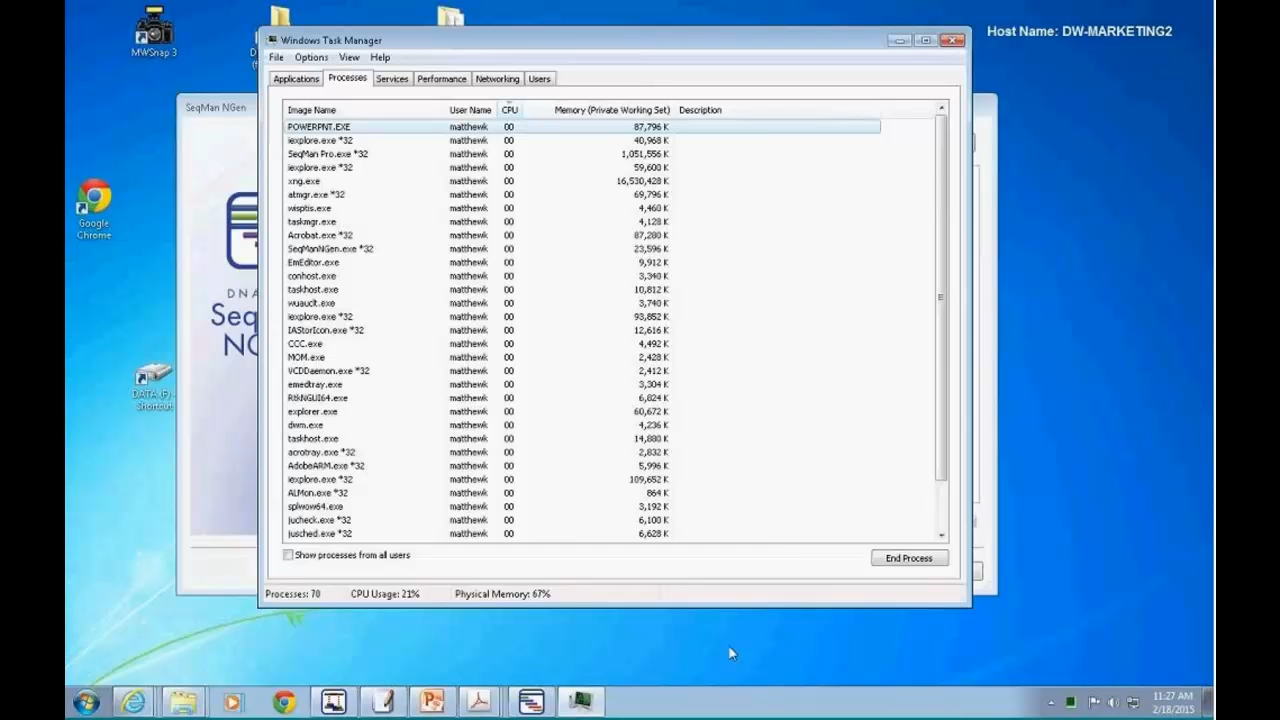 MWSnap 3
Host Name: DW-MARKETING2
Windows Task Manager
File Options View Help
Applications Processes Services Performance Networking Users
SeqMan NGen
Image Name User Name CPU Memory (Private Working Set) Description
POWERPNT.EXE matthewk 00 87,796 K
iexplore.exe *32 matthewk 00 40,968 K
SeqMan Pro.exe *32 matthewk 00 1,051,556 K
iexplore.exe *32 matthewk 00 59,600 K
xng.exe matthewk 00 16,530,428 K
atmgr.exe *32 matthewk 00 69,796 K
wisptis.exe matthewk 00 4,460 K
taskmgr.exe matthewk 00 4,128 K
Acrobat.exe *32 matthewk 00 87,280 K
SeqManNGen.exe *32 matthewk 00 23,596 K
EmEditor.exe matthewk 00 9,912 K
conhost.exe matthewk 00 3,340 K
taskhost.exe matthewk 00 10,812 K
wuauclt.exe matthewk 00 3,740 K
iexplore.exe *32 matthewk 00 93,852 K
IAStorIcon.exe *32 matthewk 00 12,616 K
CCC.exe matthewk 00 4,492 K
MOM.exe matthewk 00 2,428 K
VCDDaemon.exe *32 matthewk 00 2,412 K
emedtray.exe matthewk 00 3,304 K
RtkNGUI64.exe matthewk 00 6,824 K
explorer.exe matthewk 00 60,672 K
dwm.exe matthewk 00 4,236 K
taskhost.exe matthewk 00 14,880 K
acrotray.exe *32 matthewk 00 2,832 K
AdobeARM.exe *32 matthewk 00 5,996 K
iexplore.exe *32 matthewk 00 109,652 K
ALMon.exe *32 matthewk 00 864 K
splwow64.exe matthewk 00 3,192 K
jucheck.exe *32 matthewk 00 6,100 K
jusched.exe *32 matthewk 00 6,628 K
Show processes from all users
End Process
Processes: 70 CPU Usage: 21% Physical Memory: 67%
Google
Chrome
DNA
Seq
NG
DATA (F) -
Shortcut
11:27 AM
2/18/2015